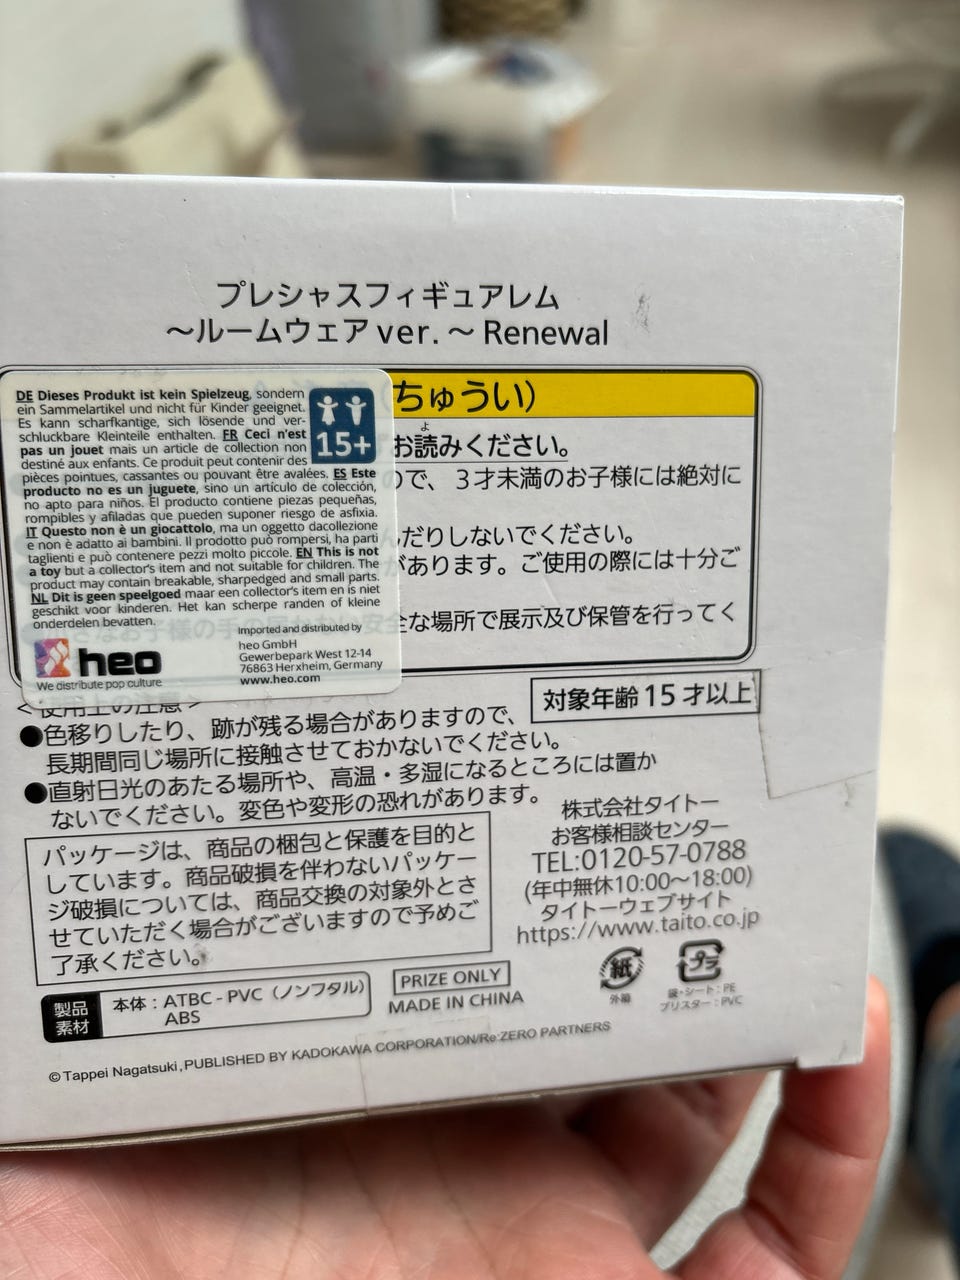 プレシャスフィギュアレム
〜ルームウェア ver. 〜 Renewal
DE Dieses Produkt ist kein Spielzeug, sondern
ein Sammelartikel und nicht für Kinder geeignet.
Es kann scharfkantige, sich lösende und ver-
schluckbare Kleinteile enthalten. FR Ceci n'est
pas un jouet mais un article de collection non
destiné aux enfants. Ce produit peut contenir des
pièces pointues, cassantes ou pouvant être avalées. ES Este
producto no es un juguete, sino un artículo de colección,
no apto para niños. El producto contiene piezas pequeñas,
rompibles y afiladas que pueden suponer riesgo de asfixia.
IT Questo non è un giocattolo, ma un oggetto dacollezione
e non è adatto ai bambini. Il prodotto può rompersi, ha parti
taglienti e può contenere pezzi molto piccole. EN This is not
a toy but a collector's item and not suitable for children. The
product may contain breakable, sharpedged and small parts.
NL Dit is geen speelgoed maar een collector's item en is niet
geschikt voor kinderen. Het kan scherpe randen of kleine
onderdelen bevatten.
15+
heo
We distribute pop culture
Imported and distributed by
heo GmbH
Gewerbepark West 12-14
76863 Herxheim, Germany
www.heo.com
(ちゅうい)
よ
お読みください。
ので、3才未満のお子様には絶対に
んだりしないでください。
があります。ご使用の際には十分ご
さなお子様の手の 安全な場所で展示及び保管を行ってく
対象年齢15才以上
<使用上の注意>
●色移りしたり、跡が残る場合がありますので、
長期間同じ場所に接触させておかないでください。
●直射日光のあたる場所や、高温・多湿になるところには置か
ないでください。変色や変形の恐れがあります。
パッケージは、商品の梱包と保護を目的と
しています。商品破損を伴わないパッケー
ジ破損については、商品交換の対象外とさ
せていただく場合がございますので予めご
了承ください。
株式会社タイトー
お客様相談センター
TEL:0120-57-0788
(年中無休10:00〜18:00)
タイトーウェブサイト
https://www.taito.co.jp
製品
素材
本体：ATBC-PVC（ノンフタル）
ABS
PRIZE ONLY
MADE IN CHINA
紙
外箱
プラ
袋・シート：PE
ブリスター：PVC
©Tappei Nagatsuki,PUBLISHED BY KADOKAWA CORPORATION/Re:ZERO PARTNERS